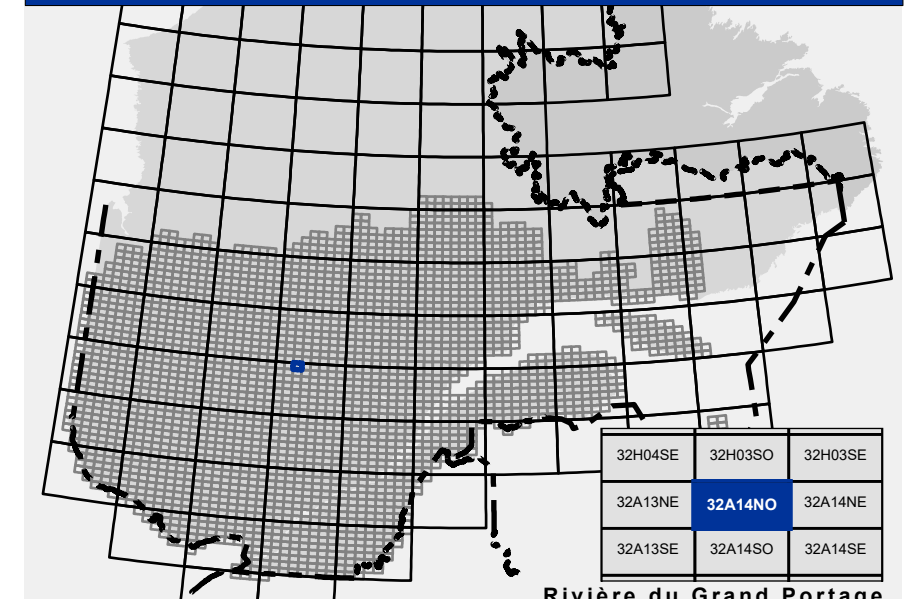 32H04SE 32H03SO 32H03SE
32A13NE 32A14NO 32A14NE
32A13SE 32A14SO 32A14SE
Rivière du Grand Portage